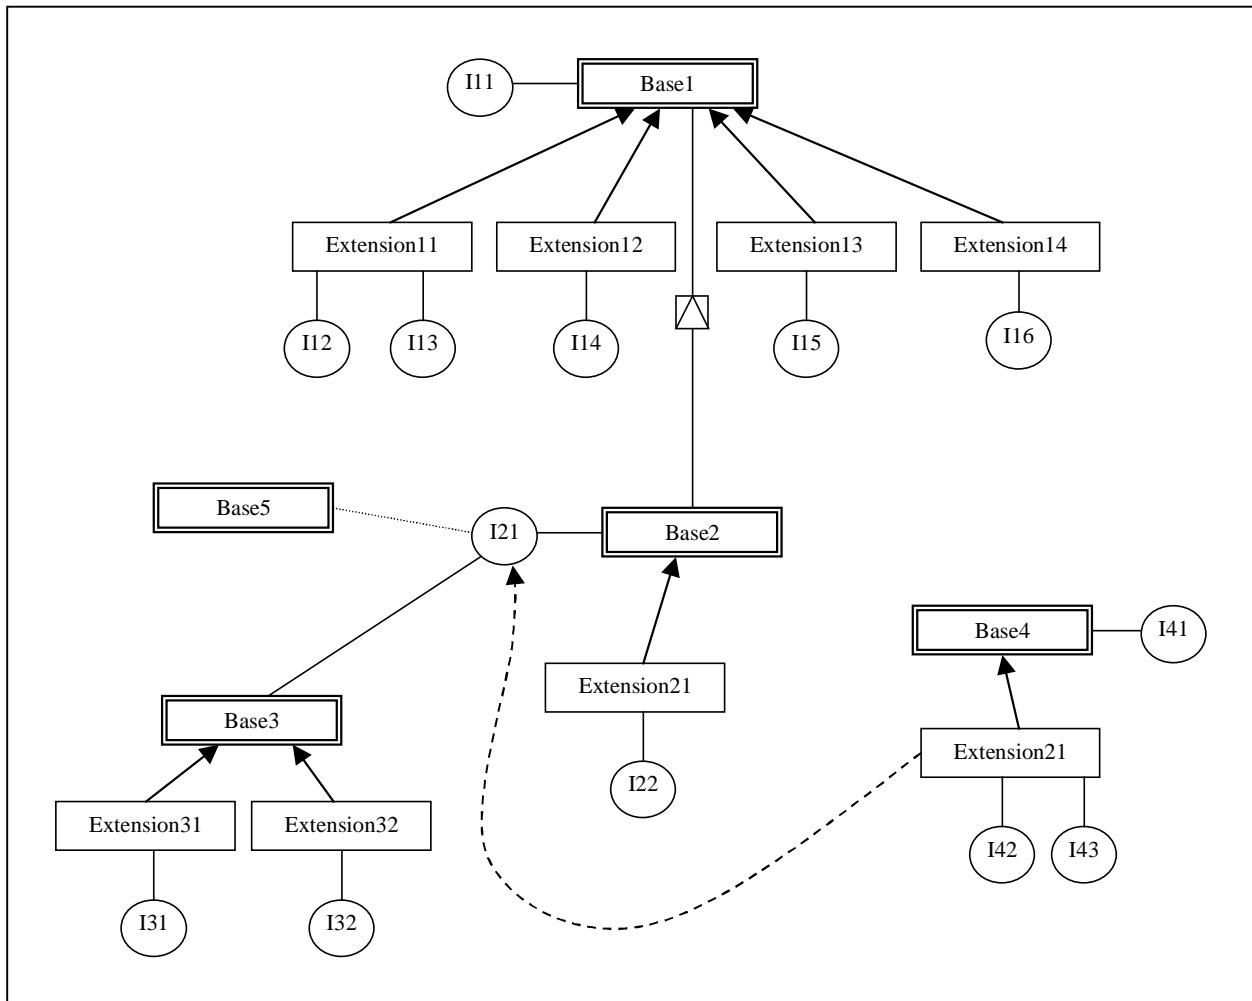 I11
Base1
Extension11
Extension12
Extension13
Extension14
I12
I13
I14
I15
I16
Base5
I21
Base2
Base4
I41
Extension21
Base3
Extension21
I22
Extension31
Extension32
I42
I43
I31
I32